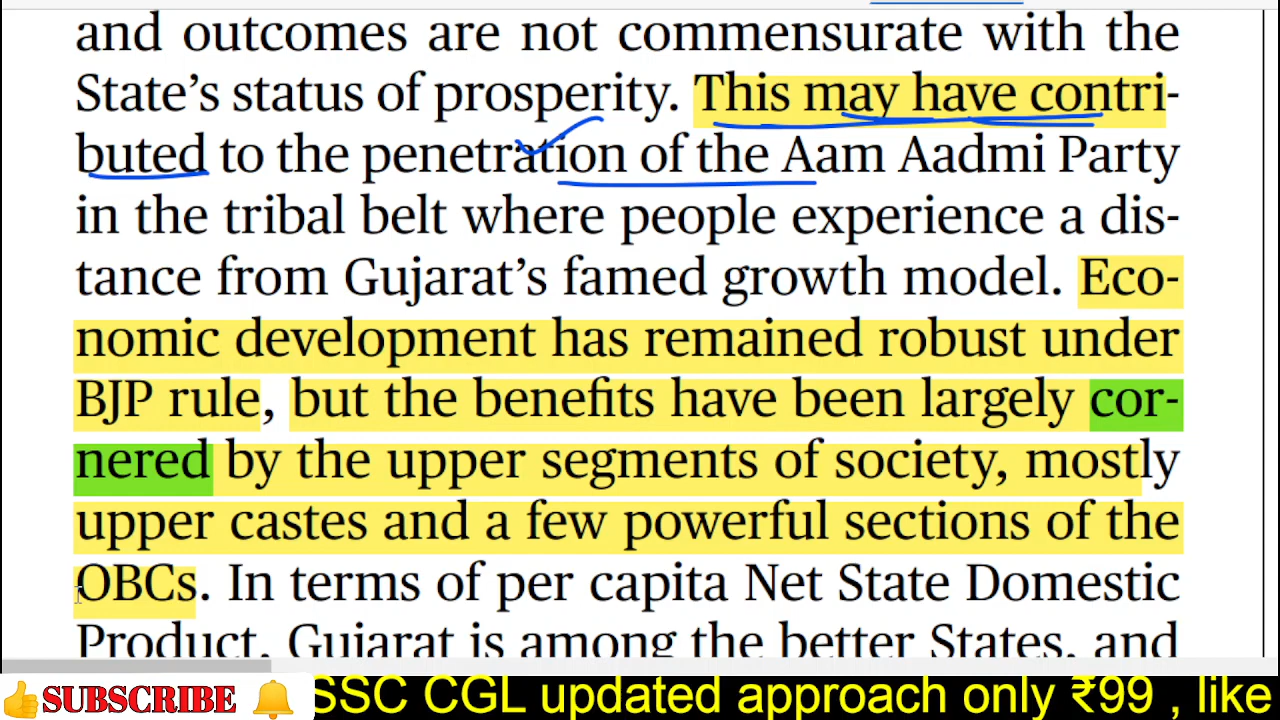 and outcomes are not commensurate with the
State’s status of prosperity. This may have contri-
buted to the penetration of the Aam Aadmi Party
in the tribal belt where people experience a dis-
tance from Gujarat’s famed growth model. Eco-
nomic development has remained robust under
BJP rule, but the benefits have been largely cor-
nered by the upper segments of society, mostly
upper castes and a few powerful sections of the
OBCs. In terms of per capita Net State Domestic
Product, Gujarat is among the better States, and
👍SUBSCRIBE 🔔 SSC CGL updated approach only ₹99 , like